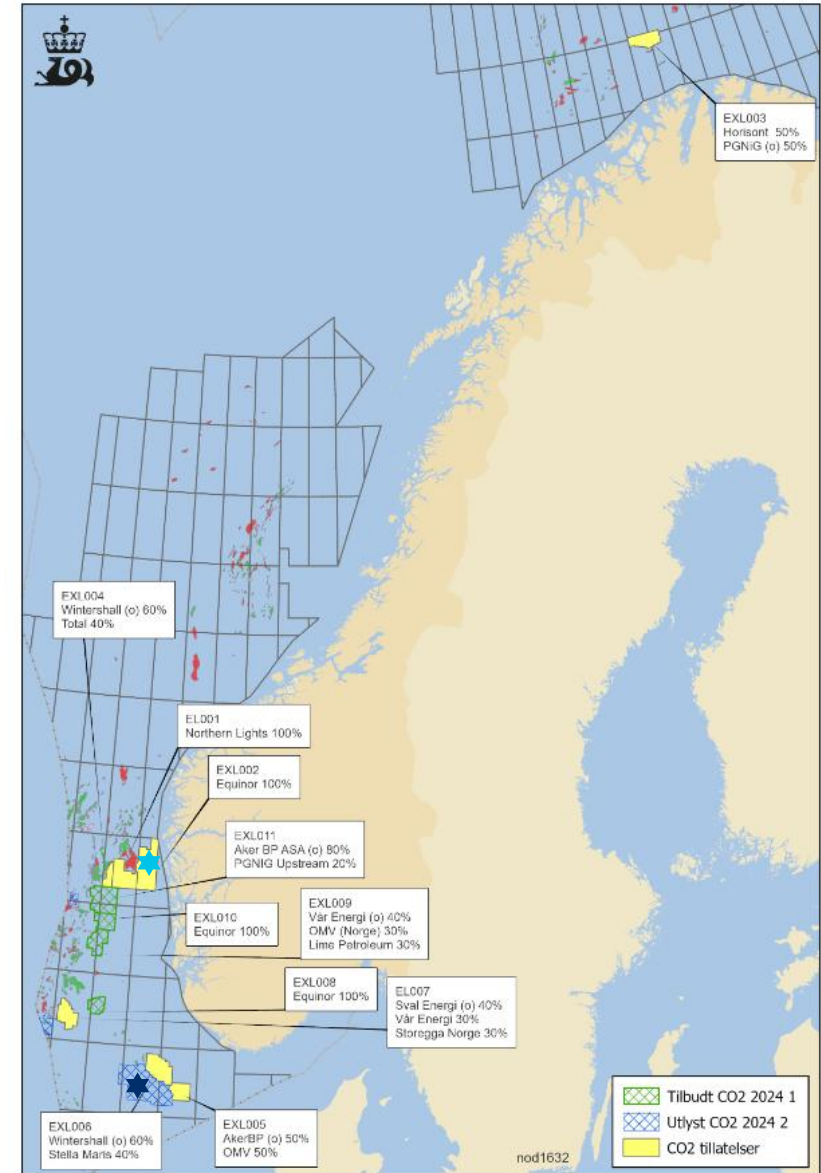 EXL003
Horisont 50%
PGNiG (o) 50%
EXL004
Wintershall (o) 60%
Total 40%
EL001
Northern Lights 100%
EXL002
Equinor 100%
EXL011
Aker BP ASA (o) 80%
PGNIG Upstream 20%
EXL010
Equinor 100%
EXL009
Vår Energi (o) 40%
OMV (Norge) 30%
Lime Petroleum 30%
EXL008
Equinor 100%
EL007
Sval Energi (o) 40%
Vår Energi 30%
Storegga Norge 30%
EXL006
Wintershall (o) 60%
Stella Maris 40%
EXL005
AkerBP (o) 50%
OMV 50%
nod1632
Tilbudt CO2 2024 1
Utlyst CO2 2024 2
CO2 tillatelser